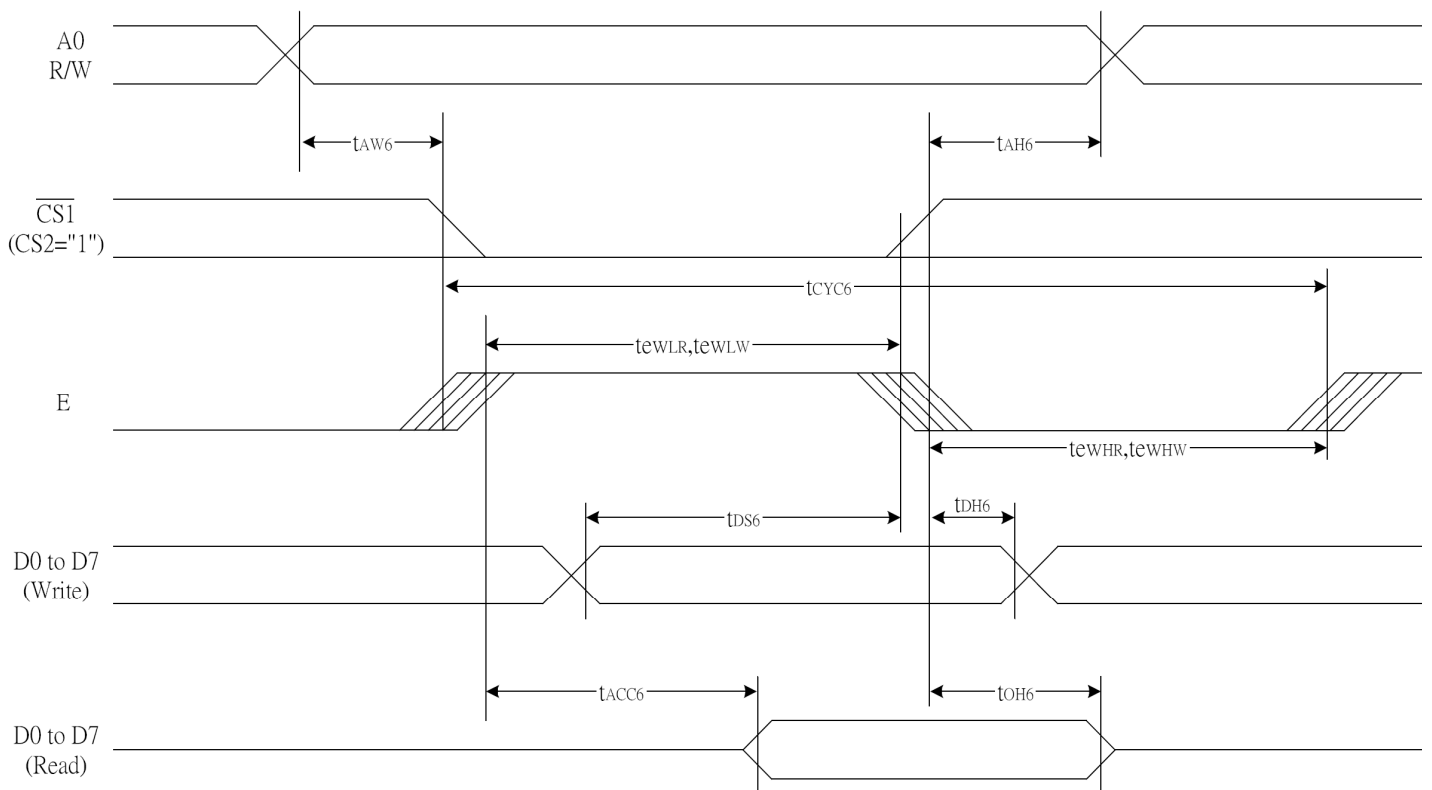 A0
R/W
tAW6
tAH6
CS1
(CS2="1")
tCYC6
tewLR,tewLW
E
tewHR,tewHW
tDS6
tDH6
D0 to D7
(Write)
tACC6
tOH6
D0 to D7
(Read)